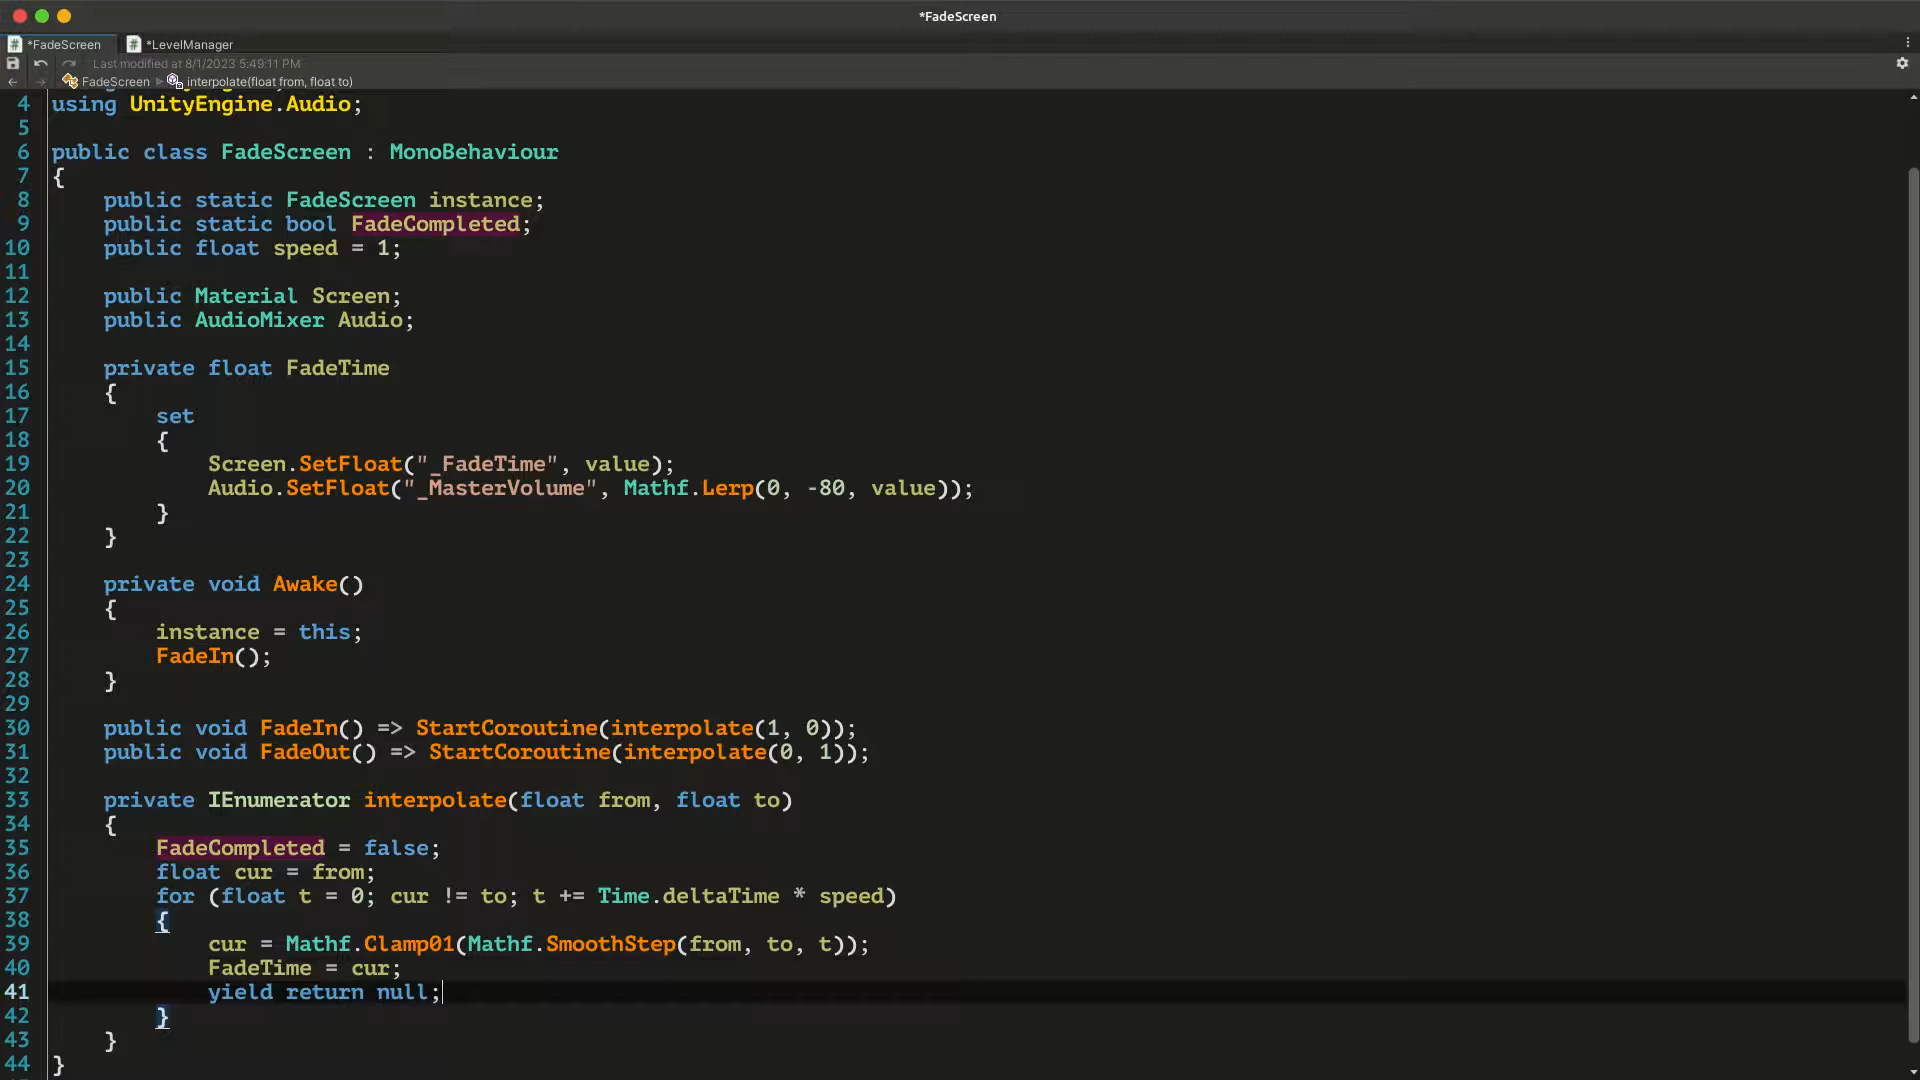 *FadeScreen
*FadeScreen *LevelManager
Last modified at 8/1/2023 5:49:11 PM
FadeScreen interpolate(float from, float to)
4 using UnityEngine.Audio;
5
6 public class FadeScreen : MonoBehaviour
7 {
8 public static FadeScreen instance;
9 public static bool FadeCompleted;
10 public float speed = 1;
11
12 public Material Screen;
13 public AudioMixer Audio;
14
15 private float FadeTime
16 {
17 set
18 {
19 Screen.SetFloat("_FadeTime", value);
20 Audio.SetFloat("_MasterVolume", Mathf.Lerp(0, -80, value));
21 }
22 }
23
24 private void Awake()
25 {
26 instance = this;
27 FadeIn();
28 }
29
30 public void FadeIn() => StartCoroutine(interpolate(1, 0));
31 public void FadeOut() => StartCoroutine(interpolate(0, 1));
32
33 private IEnumerator interpolate(float from, float to)
34 {
35 FadeCompleted = false;
36 float cur = from;
37 for (float t = 0; cur != to; t += Time.deltaTime * speed)
38 {
39 cur = Mathf.Clamp01(Mathf.SmoothStep(from, to, t));
40 FadeTime = cur;
41 yield return null;
42 }
43 }
44 }